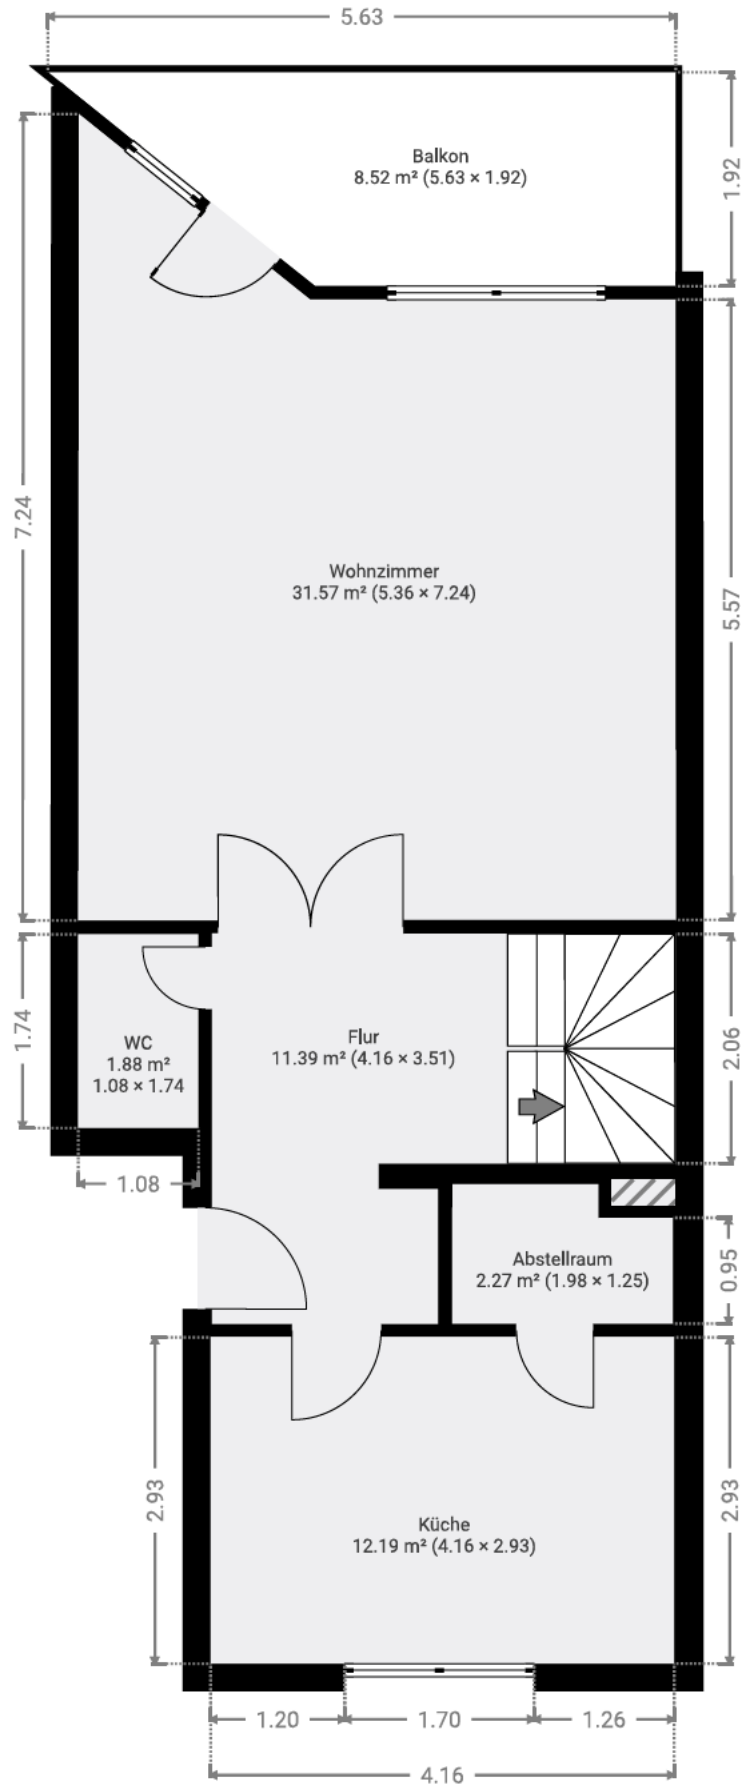 5.63
Balkon
8.52 m² (5.63 × 1.92)
1.92
7.24
Wohnzimmer
31.57 m² (5.36 × 7.24)
5.57
1.74
WC
1.88 m²
1.08 × 1.74
Flur
11.39 m² (4.16 × 3.51)
2.06
1.08
Abstellraum
2.27 m² (1.98 × 1.25)
0.95
2.93
Küche
12.19 m² (4.16 × 2.93)
2.93
1.20
1.70
1.26
4.16